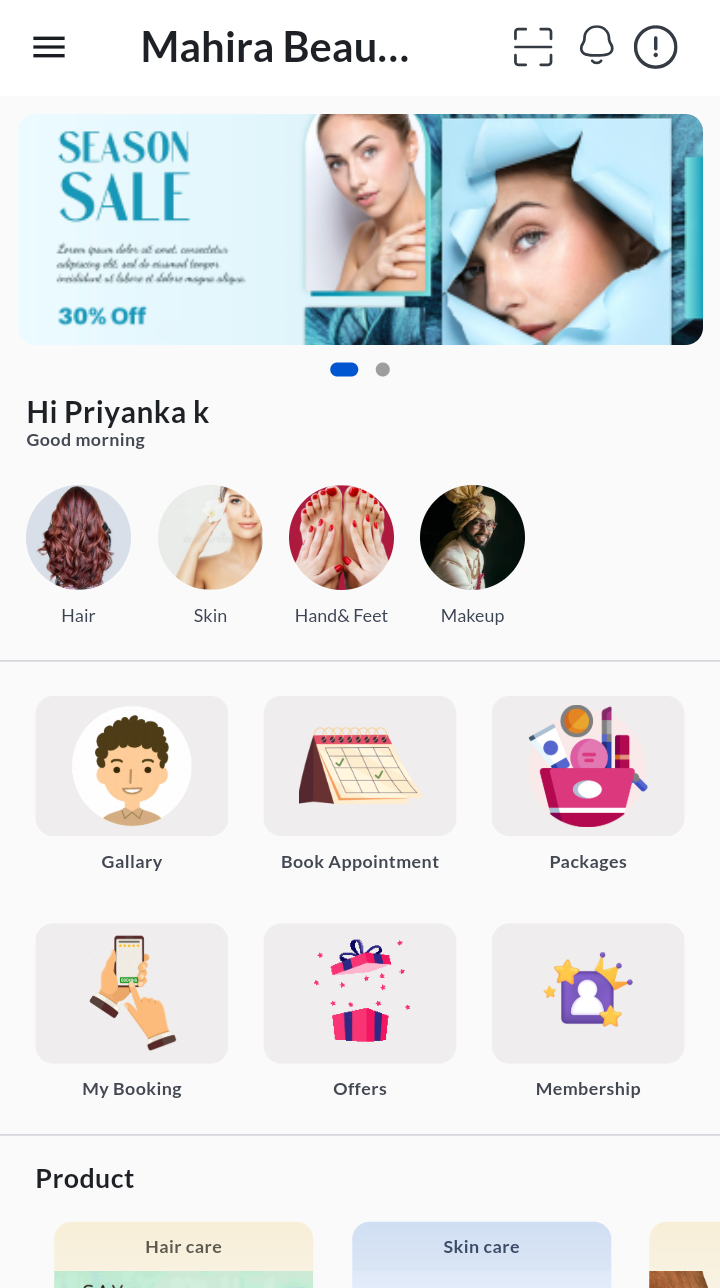 Mahira Beau...
SEASON
SALE
Lorem ipsum dolor sit amet, consectetur
adipiscing elit, sed do eiusmod tempor
incididunt ut labore et dolore magna aliqua.
30% Off
Hi Priyanka k
Good morning
Hair
Skin
Hand& Feet
Makeup
Gallary
Book Appointment
Packages
My Booking
Offers
Membership
Product
Hair care
Skin care